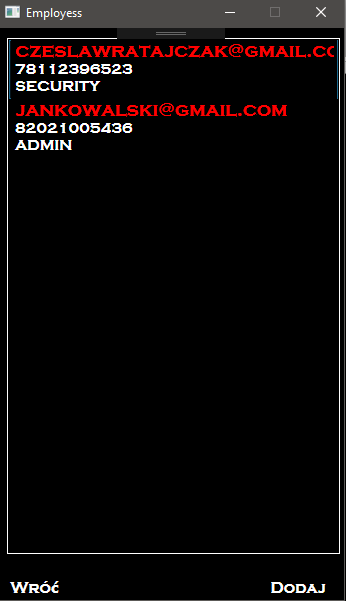 Employess
CZESLAWRATAJCZAK@GMAIL.CO
78112396523
SECURITY
JANKOWALSKI@GMAIL.COM
82021005436
ADMIN
Wróć
Dodaj